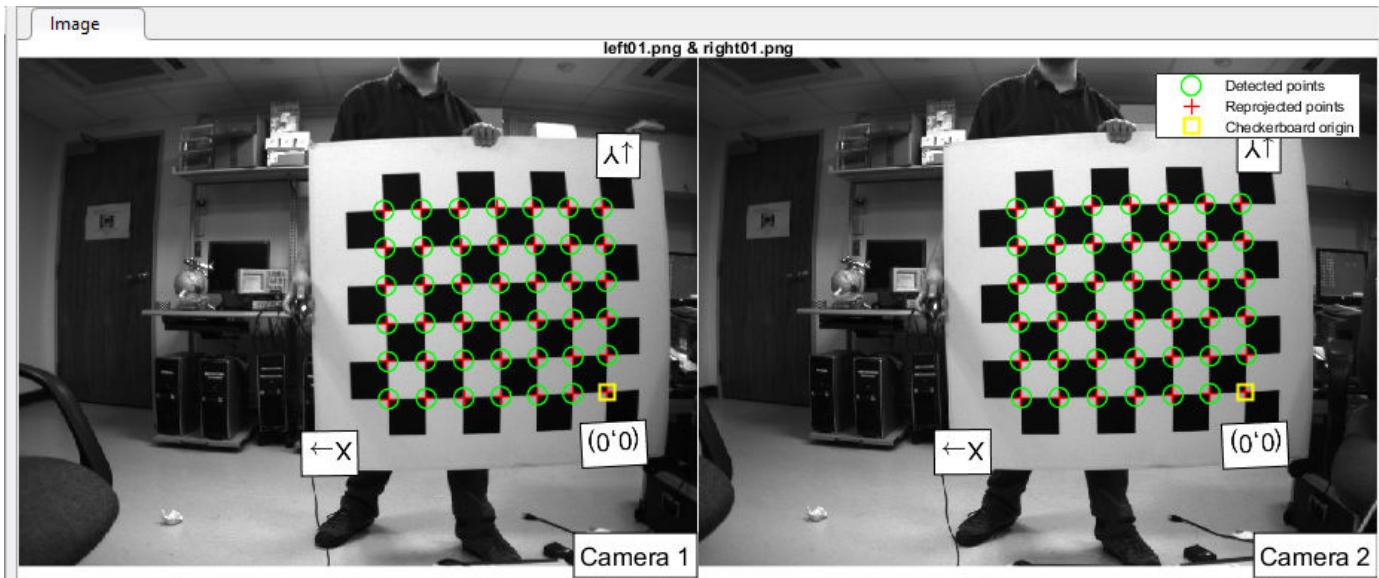 Image
left01.png & right01.png
Detected points
Reprojected points
Checkerboard origin
Y→
Y→
←X
(0,0)
←X
(0,0)
Camera 1
Camera 2